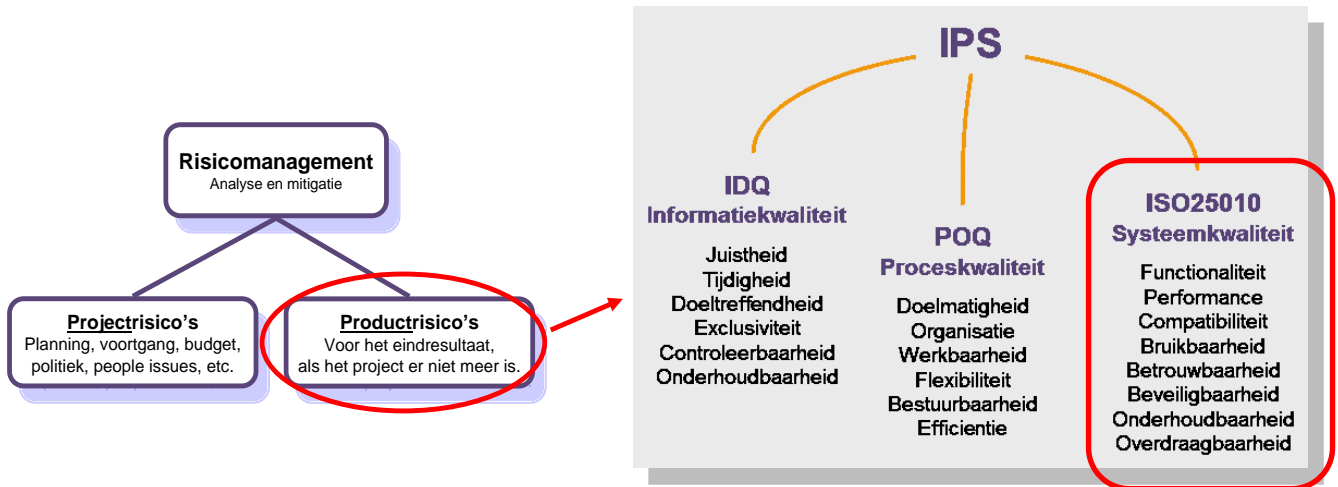 Risicomanagement
Analyse en mitigatie
Projectrisico's
Planning, voortgang, budget,
politiek, people issues, etc.
Productrisico's
Voor het eindresultaat,
als het project er niet meer is.
IPS
IDQ
Informatiekwaliteit
Juistheid
Tijdigheid
Doeltreffendheid
Exclusiviteit
Controleerbaarheid
Onderhoudbaarheid
POQ
Proceskwaliteit
Doelmatigheid
Organisatie
Werkbaarheid
Flexibiliteit
Bestuurbaarheid
Efficientie
ISO25010
Systeemkwaliteit
Functionaliteit
Performance
Compatibiliteit
Bruikbaarheid
Betrouwbaarheid
Beveiligbaarheid
Onderhoudbaarheid
Overdraagbaarheid